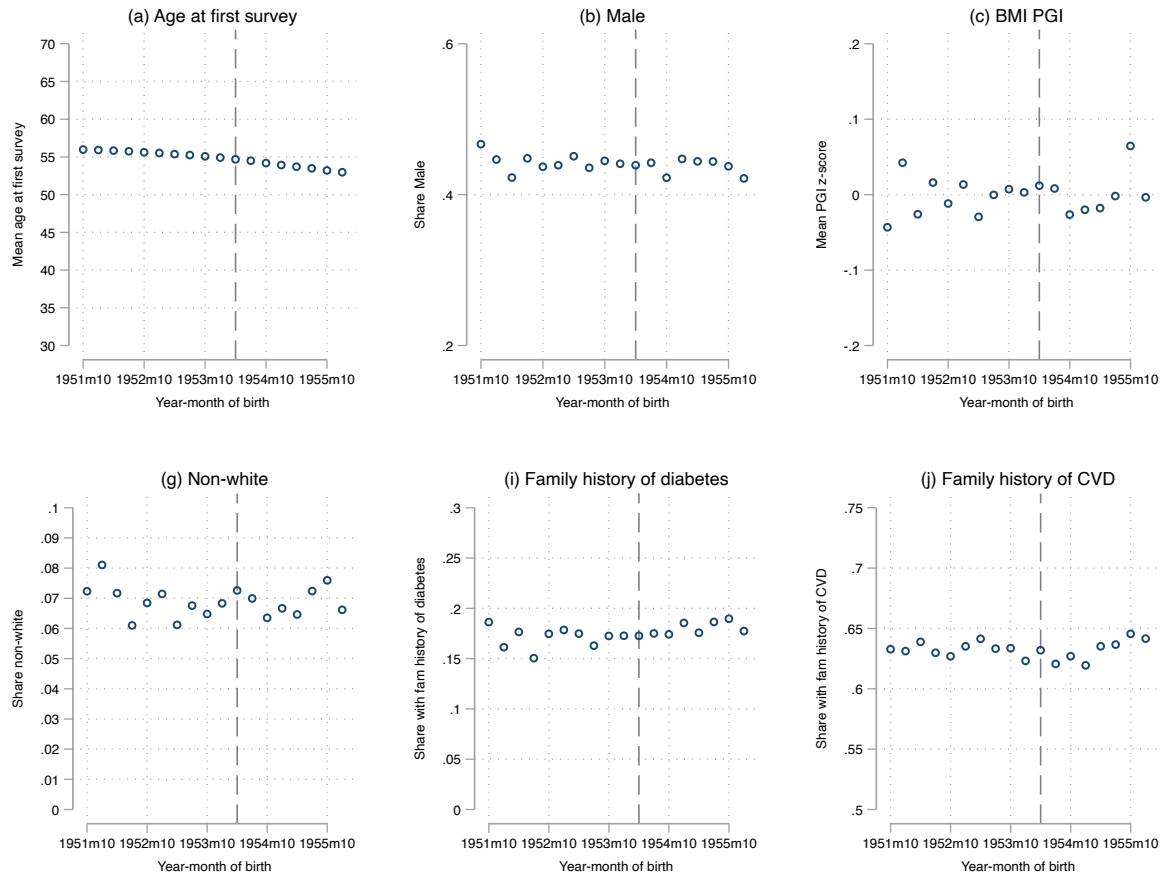 (a) Age at first survey
Mean age at first survey
70
65
60
55
50
45
40
35
30
1951m10 1952m10 1953m10 1954m10 1955m10
Year-month of birth
(b) Male
Share Male
.6
.4
.2
1951m10 1952m10 1953m10 1954m10 1955m10
Year-month of birth
(c) BMI PGI
Mean PGI z-score
.2
.1
0
-.1
-.2
1951m10 1952m10 1953m10 1954m10 1955m10
Year-month of birth
(g) Non-white
Share non-white
.1
.09
.08
.07
.06
.05
.04
.03
.02
.01
0
1951m10 1952m10 1953m10 1954m10 1955m10
Year-month of birth
(i) Family history of diabetes
Share with fam history of diabetes
.3
.25
.2
.15
.1
.05
0
1951m10 1952m10 1953m10 1954m10 1955m10
Year-month of birth
(j) Family history of CVD
Share with fam history of CVD
.75
.7
.65
.6
.55
.5
1951m10 1952m10 1953m10 1954m10 1955m10
Year-month of birth